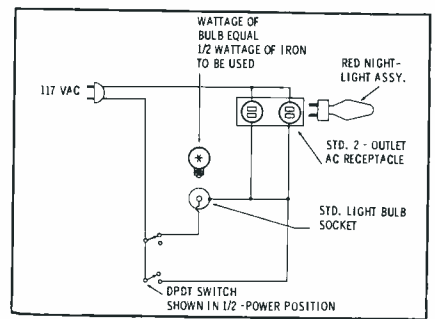 WATTAGE OF
BULB EQUAL
1/2 WATTAGE OF IRON
TO BE USED
RED NIGHT-
LIGHT ASSY.
117 VAC
STD. 2 - OUTLET
AC RECEPTACLE
STD. LIGHT BULB
SOCKET
DPDT SWITCH
SHOWN IN 1/2 - POWER POSITION